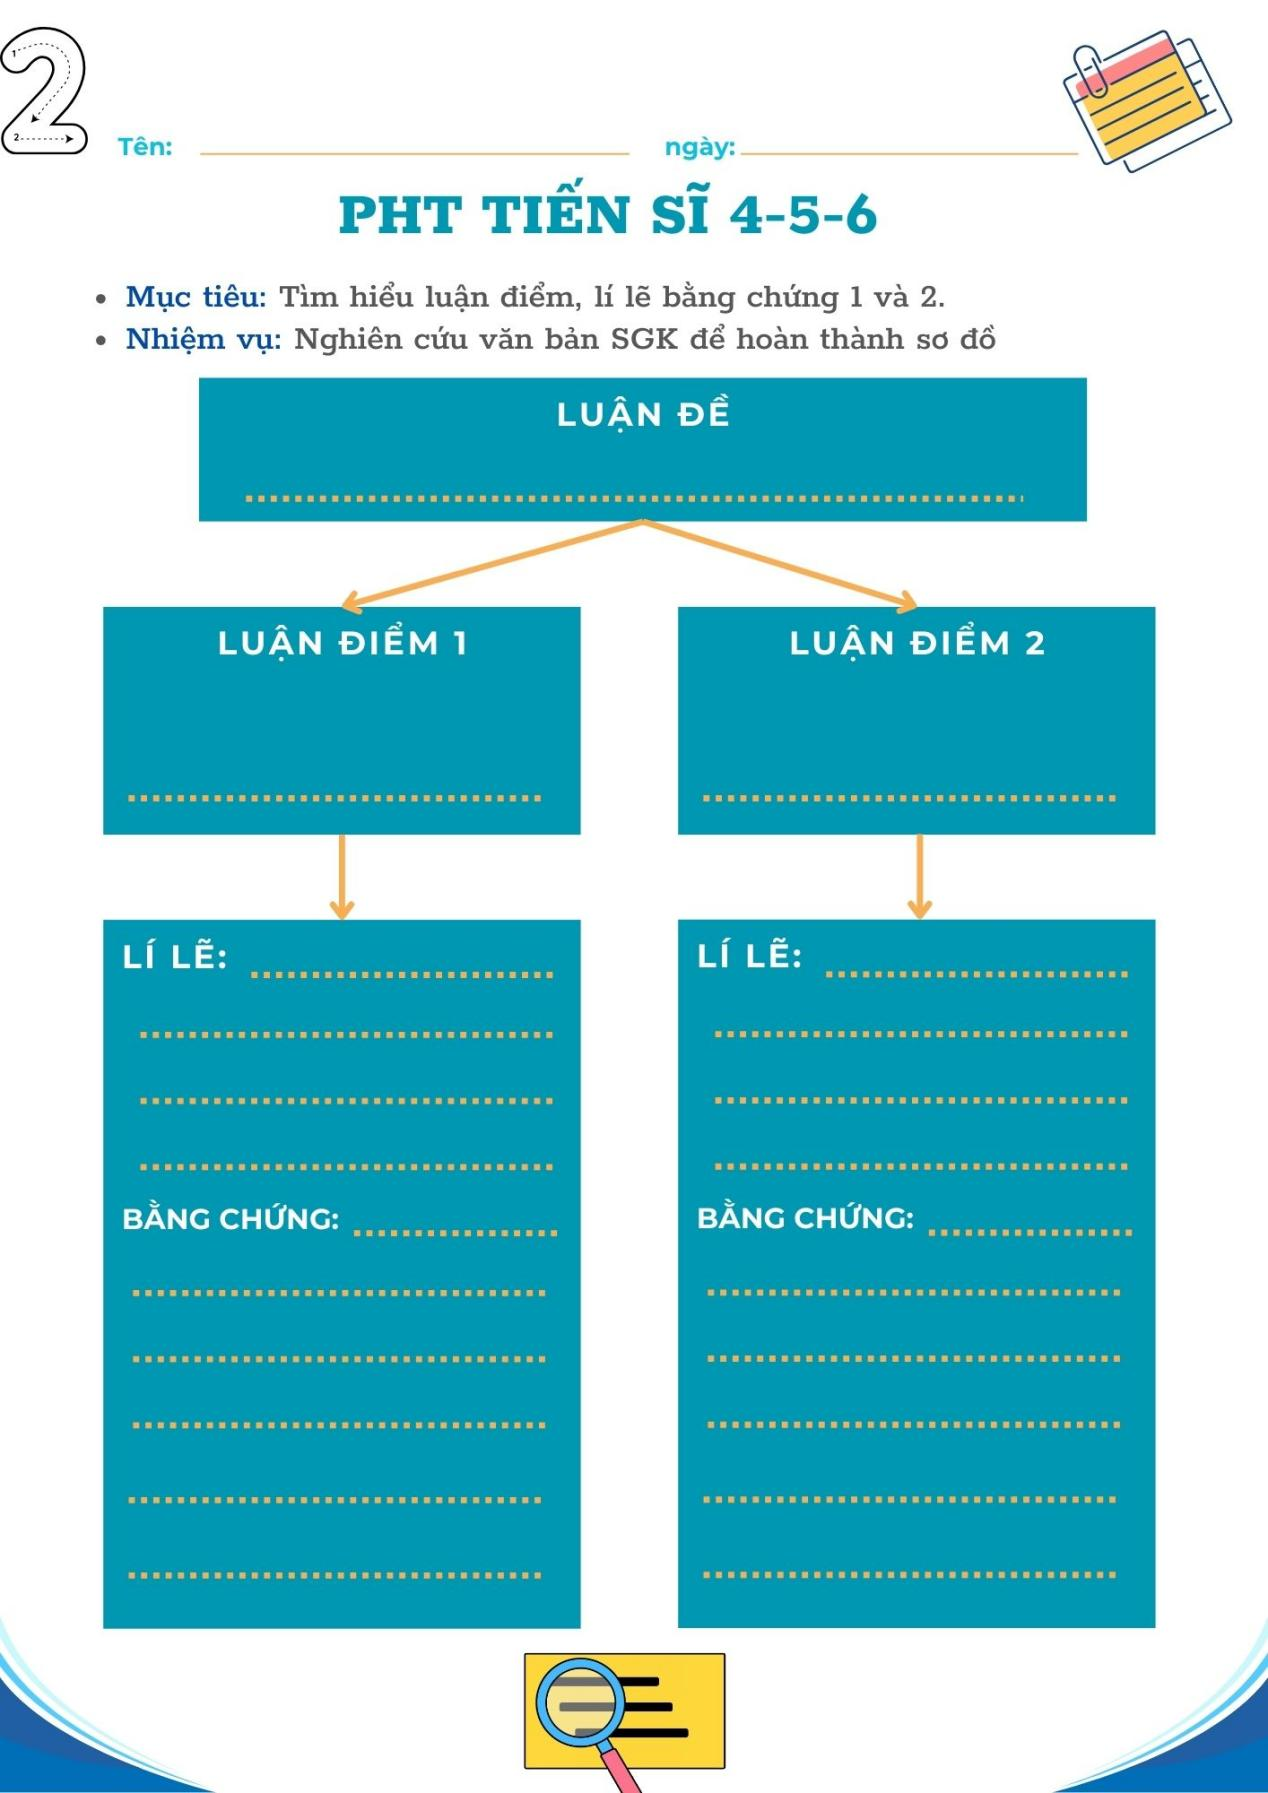 1
2
Tên:
ngày:
PHT TIẾN SĨ 4-5-6
Mục tiêu: Tìm hiểu luận điểm, lí lẽ bằng chứng 1 và 2.
Nhiệm vụ: Nghiên cứu văn bản SGK để hoàn thành sơ đồ
LUẬN ĐỀ
LUẬN ĐIỂM 1
LUẬN ĐIỂM 2
LÍ LẼ:
BẰNG CHỨNG:
LÍ LẼ:
BẰNG CHỨNG: